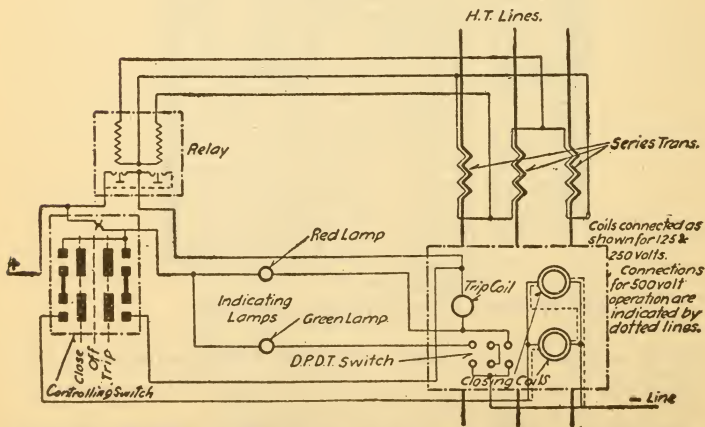 H.T. Lines.
Relay
Series Trans.
Coils connected as
shown for 125 &
250 volts.
Connections
for 500 volt
operation are
indicated by
dotted lines.
+
Red Lamp
Trip Coil
Indicating
Lamps
Green Lamp
D.P.D.T. Switch
Close
Off
Trip
Controlling Switch
Closing Coils
- Line